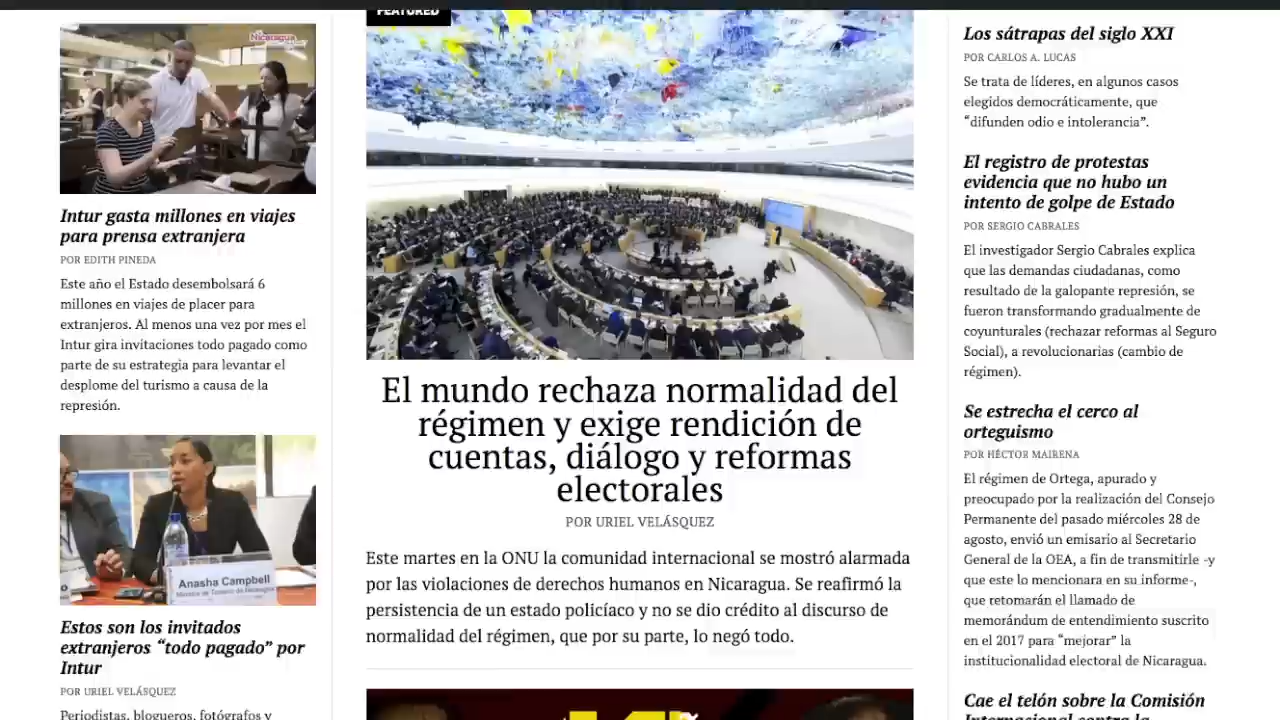 Nicaragua
Intur gasta millones en viajes
para prensa extranjera
POR EDITH PINEDA
Este año el Estado desembolsará 6
millones en viajes de placer para
extranjeros. Al menos una vez por mes el
Intur gira invitaciones todo pagado como
parte de su estrategia para levantar el
desplome del turismo a causa de la
represión.
Anasha Campbell
Ministra de Turismo de Nicaragua
Estos son los invitados
extranjeros “todo pagado” por
Intur
POR URIEL VELÁSQUEZ
Periodistas, blogueros, fotógrafos y
FEATURED
El mundo rechaza normalidad del
régimen y exige rendición de
cuentas, diálogo y reformas
electorales
POR URIEL VELÁSQUEZ
Este martes en la ONU la comunidad internacional se mostró alarmada
por las violaciones de derechos humanos en Nicaragua. Se reafirmó la
persistencia de un estado policíaco y no se dio crédito al discurso de
normalidad del régimen, que por su parte, lo negó todo.
Los sátrapas del siglo XXI
POR CARLOS A. LUCAS
Se trata de líderes, en algunos casos
elegidos democráticamente, que
“difunden odio e intolerancia”.
El registro de protestas
evidencia que no hubo un
intento de golpe de Estado
POR SERGIO CABRALES
El investigador Sergio Cabrales explica
que las demandas ciudadanas, como
resultado de la galopante represión, se
fueron transformando gradualmente de
coyunturales (rechazar reformas al Seguro
Social), a revolucionarias (cambio de
régimen).
Se estrecha el cerco al
orteguismo
POR HÉCTOR MAIRENA
El régimen de Ortega, apurado y
preocupado por la realización del Consejo
Permanente del pasado miércoles 28 de
agosto, envió un emisario al Secretario
General de la OEA, a fin de transmitirle -y
que este lo mencionara en su informe-,
que retomarán el llamado de
memorándum de entendimiento suscrito
en el 2017 para “mejorar” la
institucionalidad electoral de Nicaragua.
Cae el telón sobre la Comisión
Internacional contra la